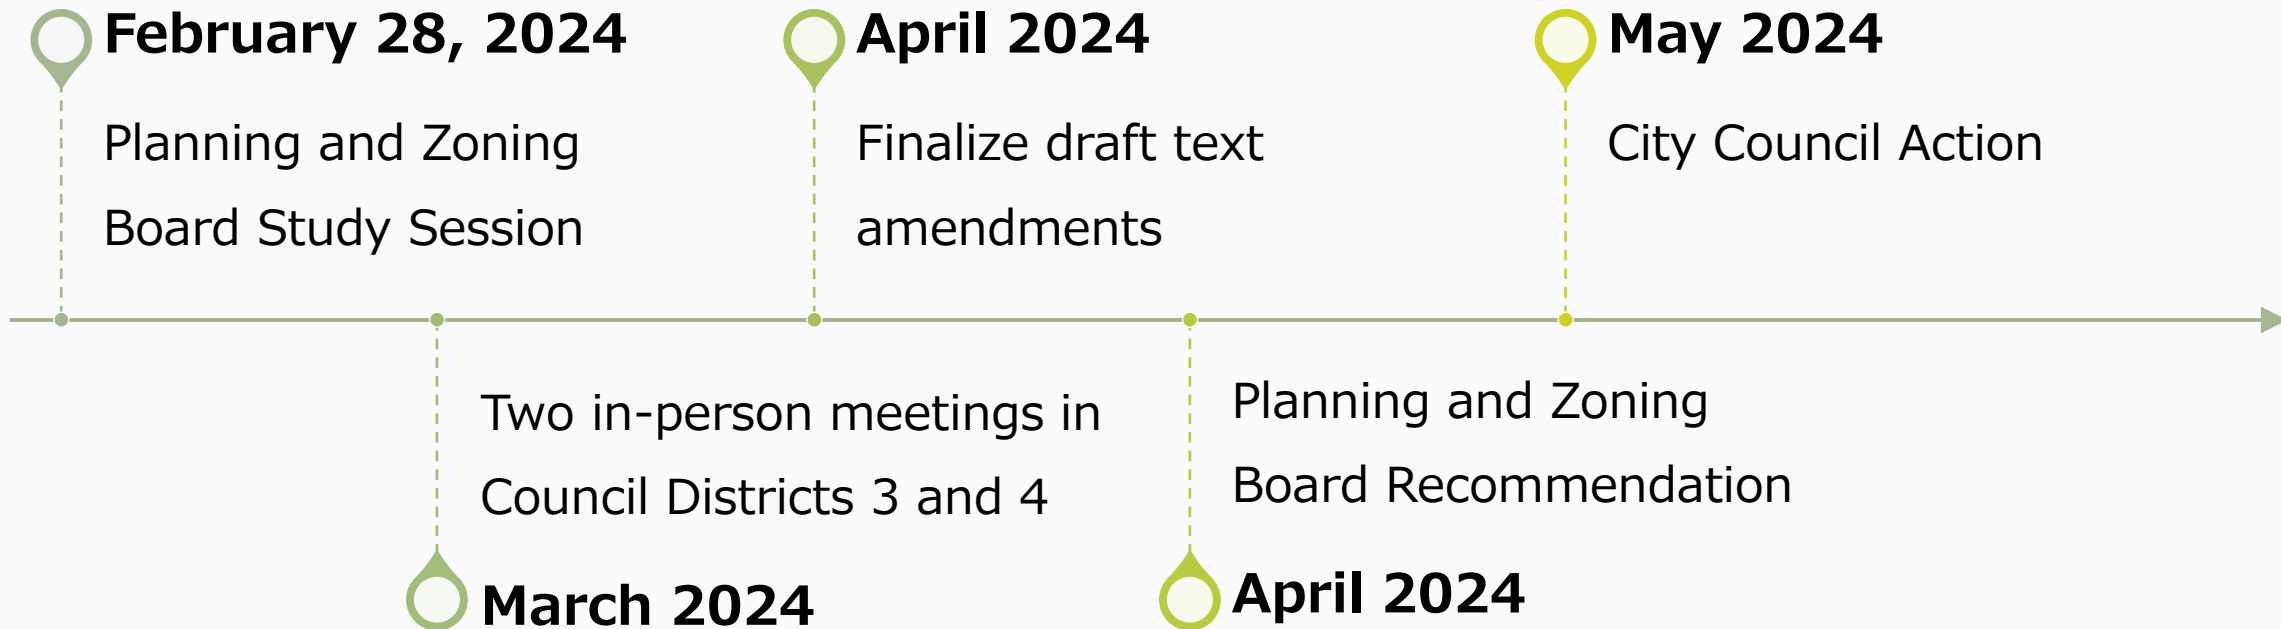 February 28, 2024
Planning and Zoning
Board Study Session
Two in-person meetings in
Council Districts 3 and 4
March 2024
April 2024
Finalize draft text
amendments
Planning and Zoning
Board Recommendation
April 2024
May 2024
City Council Action